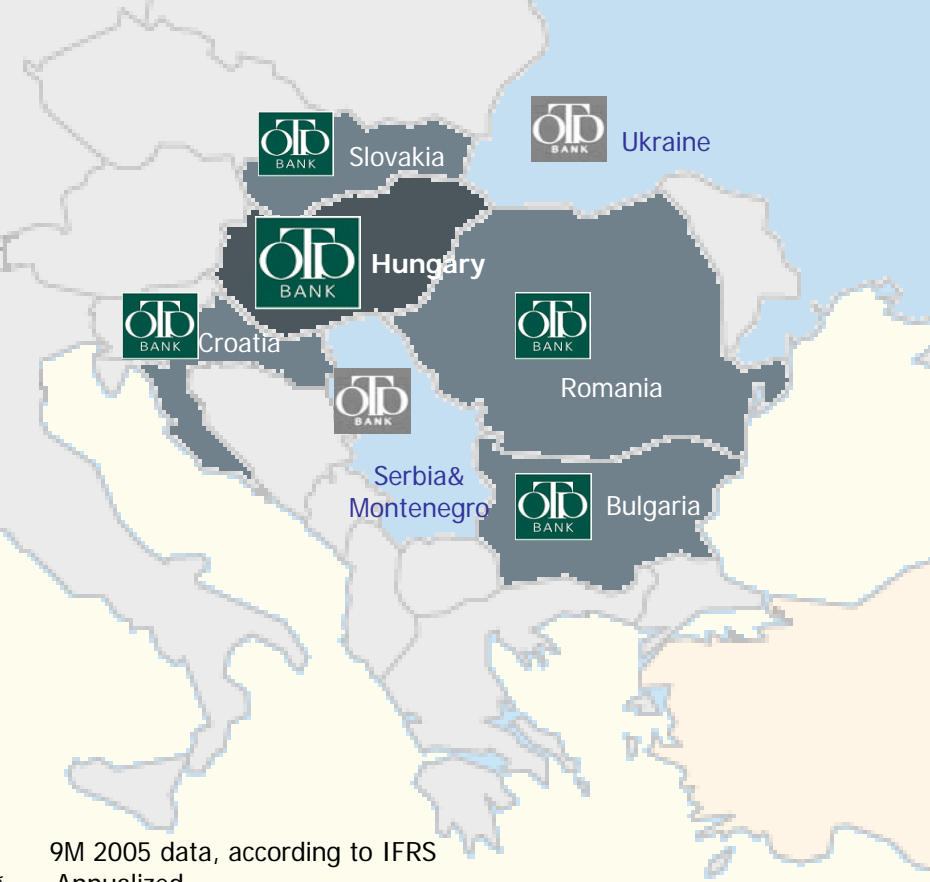 OTP
BANK
Slovakia
OTP
BANK
Ukraine
OTP
BANK
Hungary
OTP
BANK
Croatia
OTP
BANK
Romania
OTP
BANK
Serbia&
Montenegro
OTP
BANK
Bulgaria
9M 2005 data, according to IFRS
Annualized